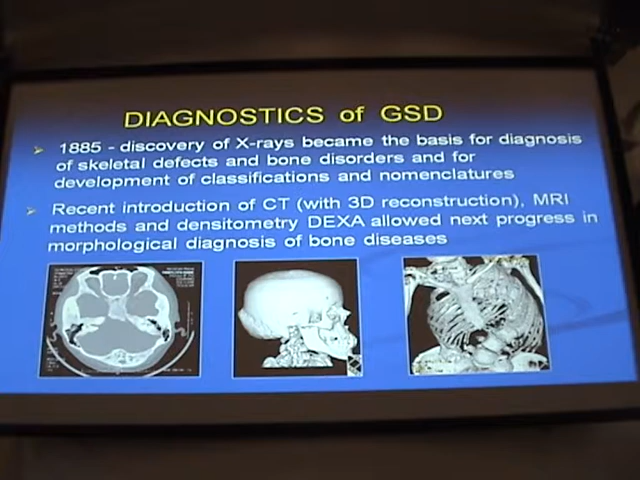 DIAGNOSTICS of GSD
1885 - discovery of X-rays became the basis for diagnosis
of skeletal defects and bone disorders and for
development of classifications and nomenclatures
Recent introduction of CT (with 3D reconstruction), MRI
methods and densitometry DEXA allowed next progress in
morphological diagnosis of bone diseases